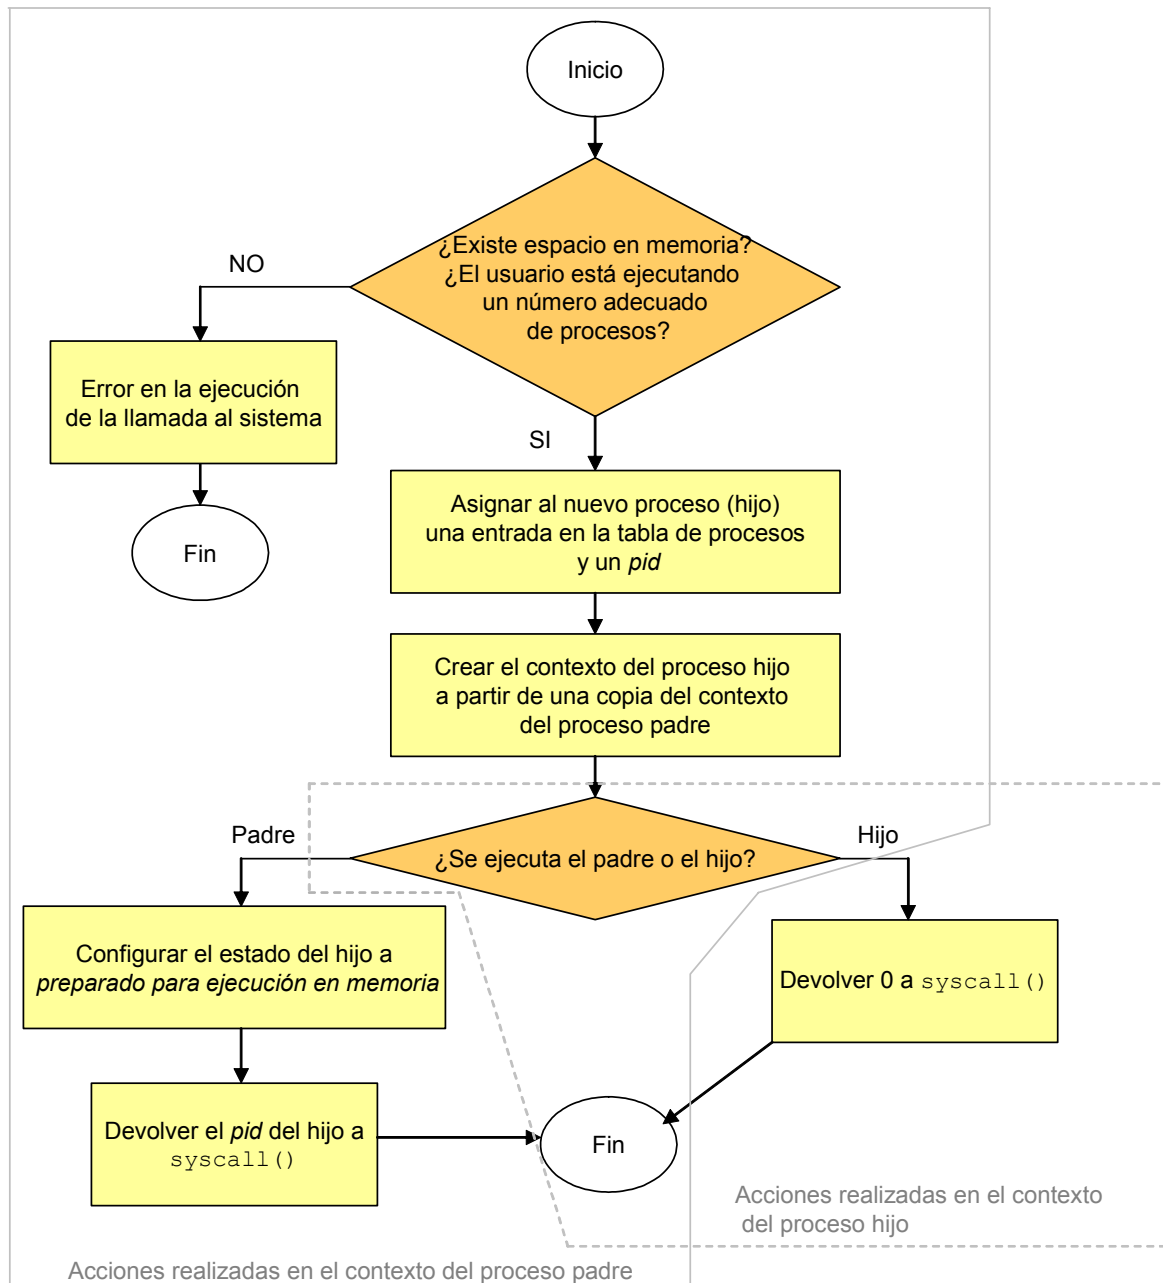 Inicio
¿Existe espacio en memoria?
¿El usuario está ejecutando
un número adecuado
de procesos?
NO
Error en la ejecución
de la llamada al sistema
Fin
SI
Asignar al nuevo proceso (hijo)
una entrada en la tabla de procesos
y un pid
Crear el contexto del proceso hijo
a partir de una copia del contexto
del proceso padre
Padre
¿Se ejecuta el padre o el hijo?
Hijo
Configurar el estado del hijo a
preparado para ejecución en memoria
Devolver 0 a syscall()
Devolver el pid del hijo a
syscall()
Fin
Acciones realizadas en el contexto
del proceso hijo
Acciones realizadas en el contexto del proceso padre